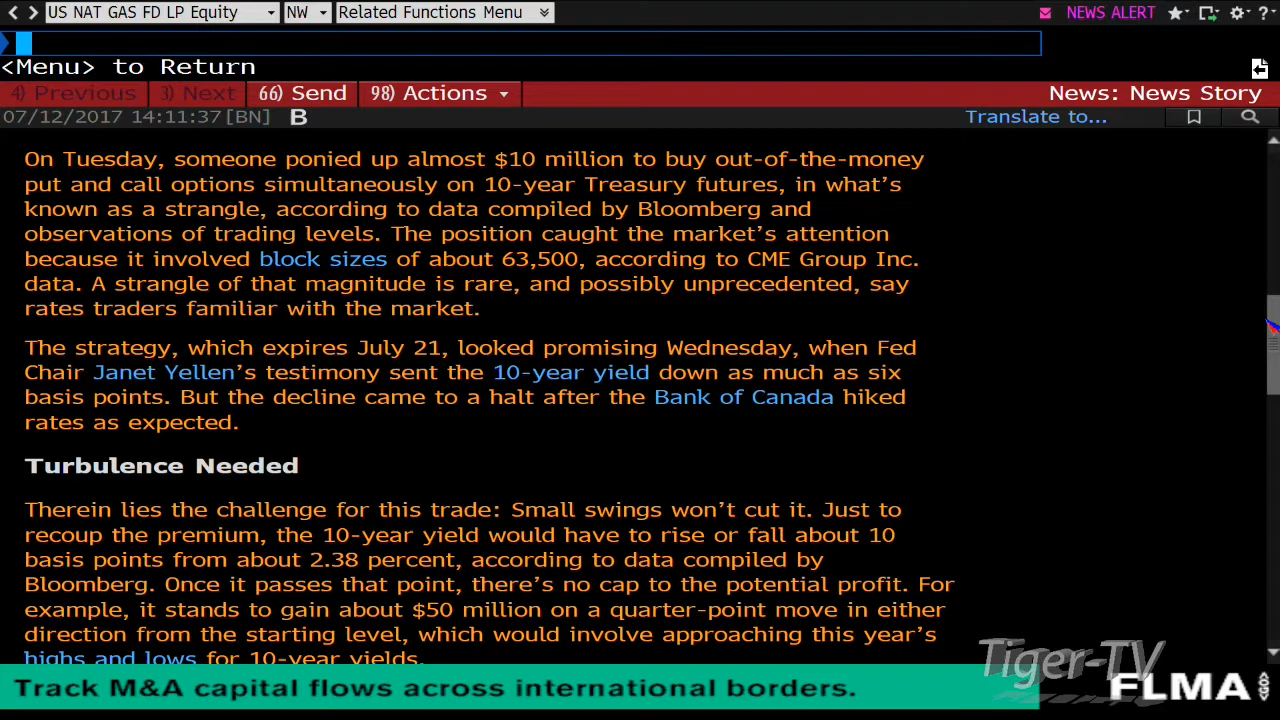 US NAT GAS FD LP Equity NW Related Functions Menu NEWS ALERT ?
<Menu> to Return
4) Previous 3) Next 66) Send 98) Actions News: News Story
07/12/2017 14:11:37[BN] B Translate to...
On Tuesday, someone ponied up almost $10 million to buy out-of-the-money
put and call options simultaneously on 10-year Treasury futures, in what's
known as a strangle, according to data compiled by Bloomberg and
observations of trading levels. The position caught the market's attention
because it involved block sizes of about 63,500, according to CME Group Inc.
data. A strangle of that magnitude is rare, and possibly unprecedented, say
rates traders familiar with the market.
The strategy, which expires July 21, looked promising Wednesday, when Fed
Chair Janet Yellen's testimony sent the 10-year yield down as much as six
basis points. But the decline came to a halt after the Bank of Canada hiked
rates as expected.
Turbulence Needed
Therein lies the challenge for this trade: Small swings won't cut it. Just to
recoup the premium, the 10-year yield would have to rise or fall about 10
basis points from about 2.38 percent, according to data compiled by
Bloomberg. Once it passes that point, there's no cap to the potential profit. For
example, it stands to gain about $50 million on a quarter-point move in either
direction from the starting level, which would involve approaching this year's
highs and lows for 10-year yields.
Tiger-TV
Track M&A capital flows across international borders.
FLMA <GO>